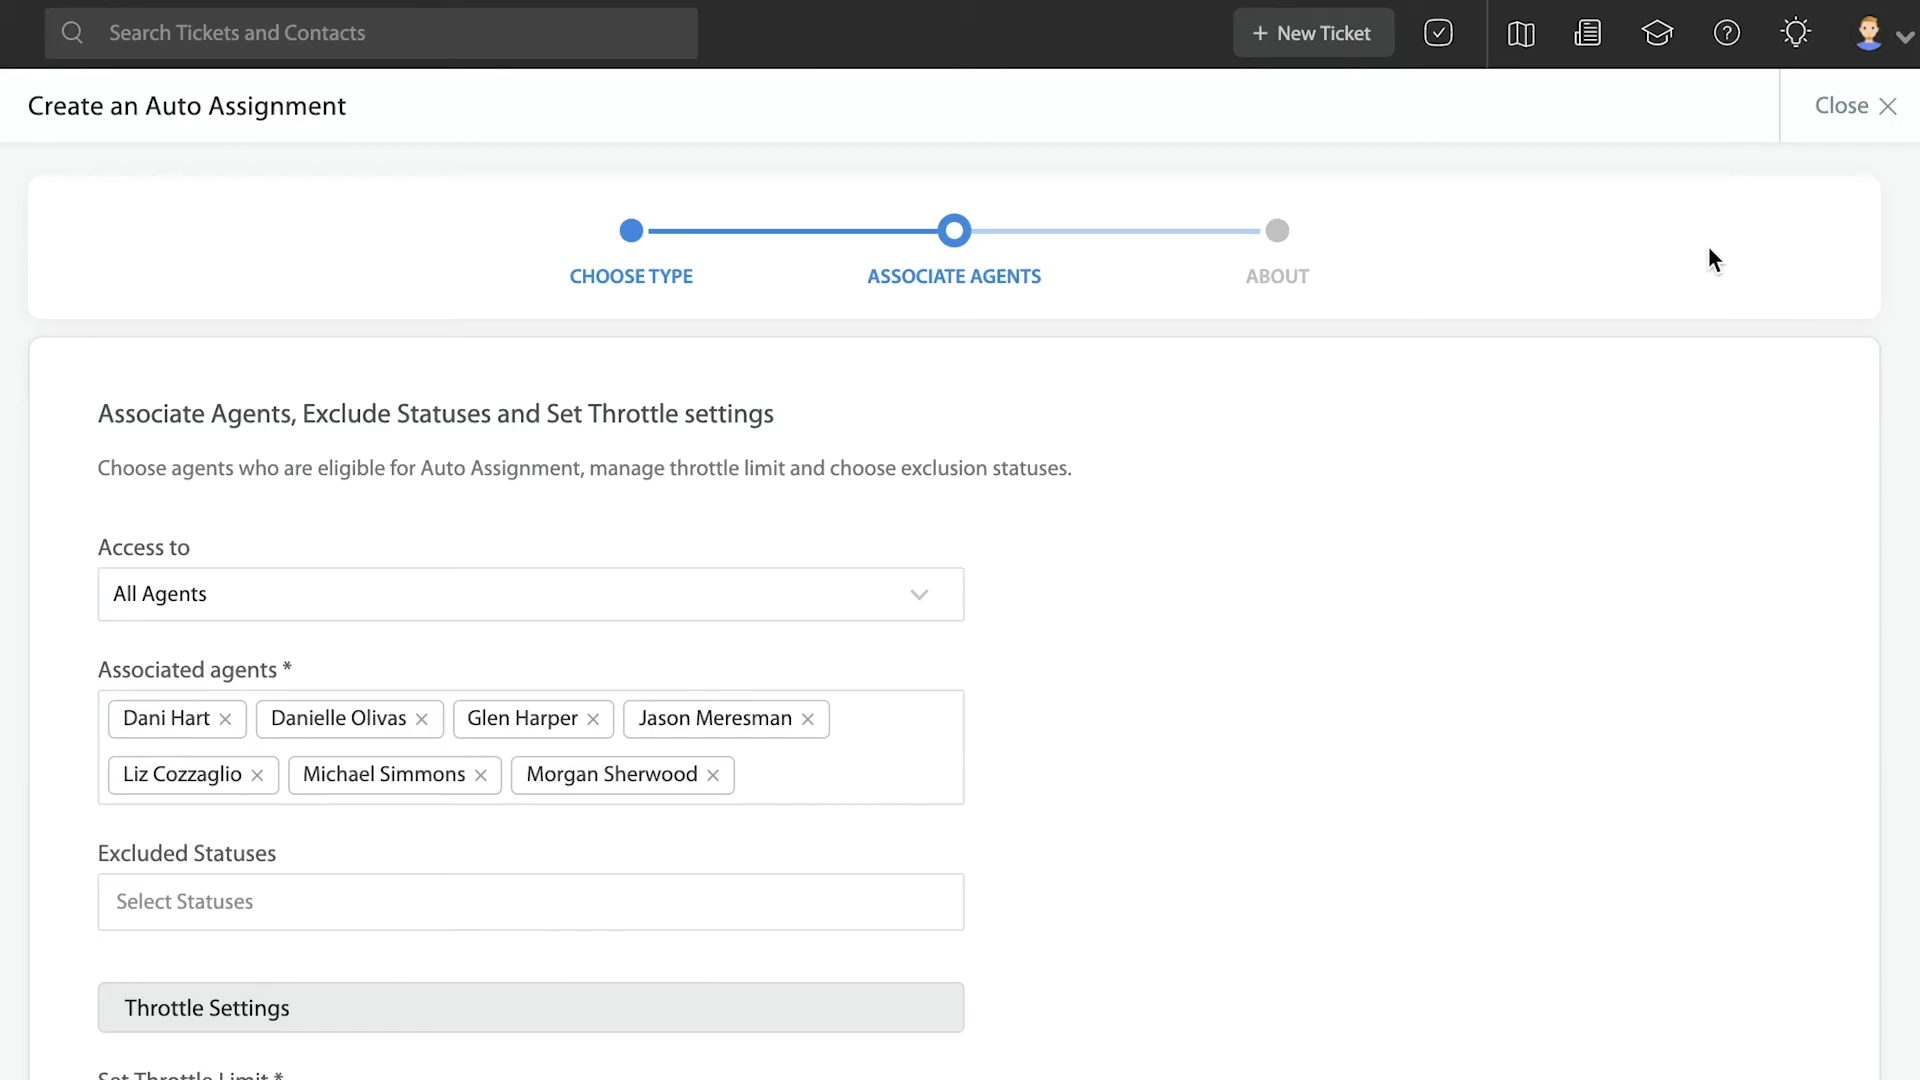 Search Tickets and Contacts
+ New Ticket
Create an Auto Assignment
Close
CHOOSE TYPE
ASSOCIATE AGENTS
ABOUT
Associate Agents, Exclude Statuses and Set Throttle settings
Choose agents who are eligible for Auto Assignment, manage throttle limit and choose exclusion statuses.
Access to
All Agents
Associated agents *
Dani Hart × Danielle Olivas × Glen Harper × Jason Meresman ×
Liz Cozzaglio × Michael Simmons × Morgan Sherwood ×
Excluded Statuses
Select Statuses
Throttle Settings
Set Throttle Limit *